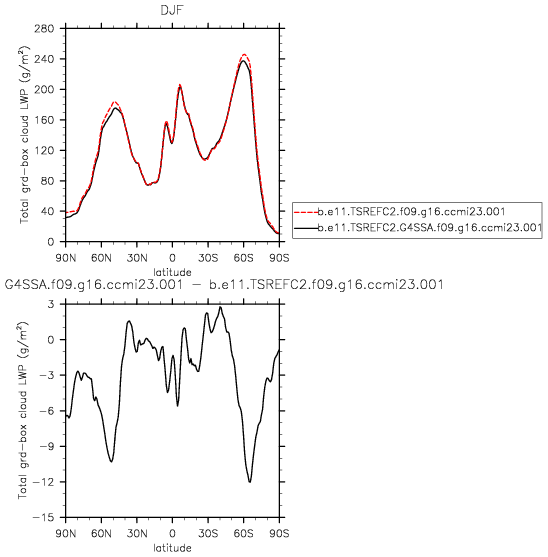 DJF
Total grd-box cloud LWP (g/m²)
280
240
200
160
120
80
40
0
90N 60N 30N 0 30S 60S 90S
latitude
b.e11.TSREFC2.f09.g16.ccmi23.001
b.e11.TSREFC2.G4SSA.f09.g16.ccmi23.001
G4SSA.f09.g16.ccmi23.001 - b.e11.TSREFC2.f09.g16.ccmi23.001
Total grd-box cloud LWP (g/m²)
3
0
-3
-6
-9
-12
-15
90N 60N 30N 0 30S 60S 90S
latitude